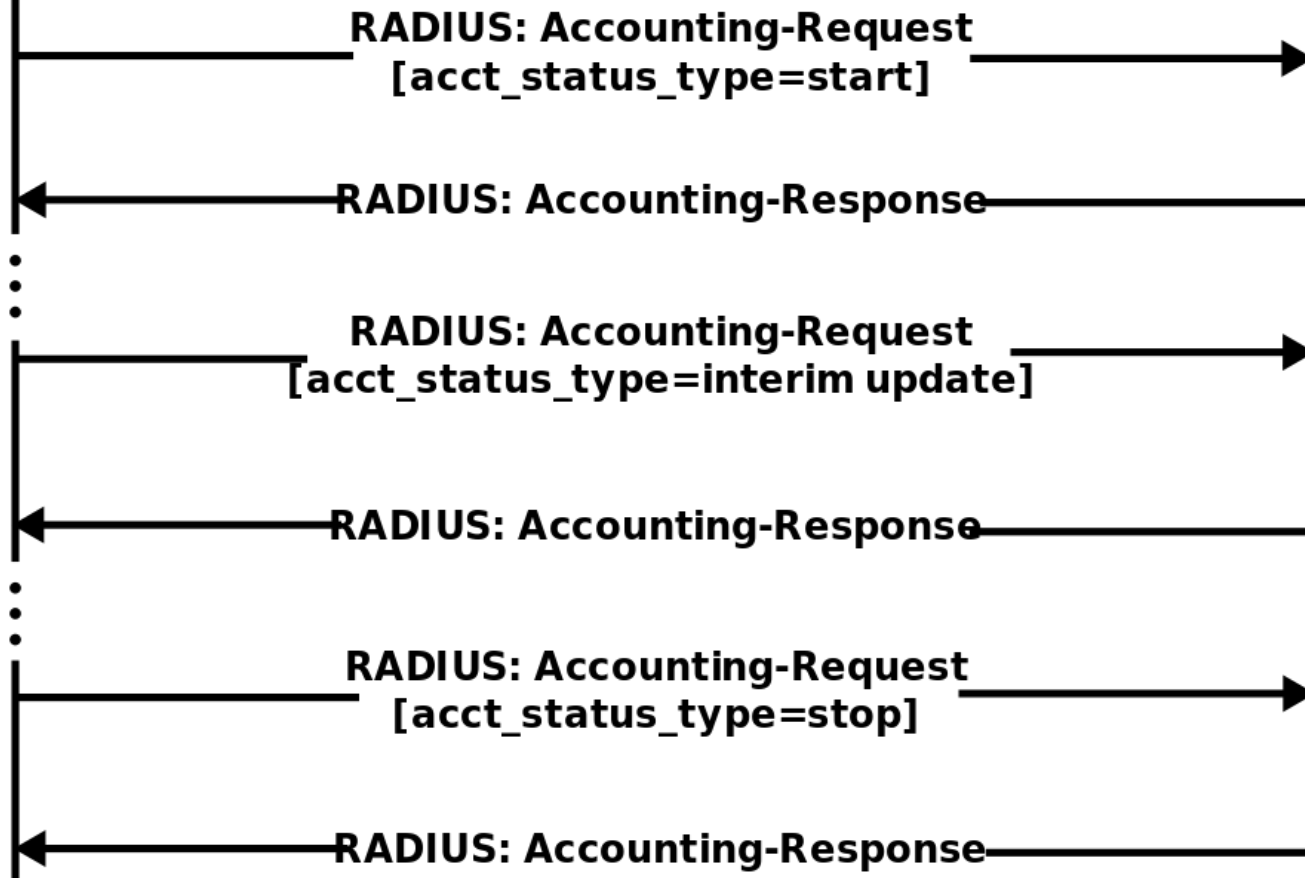 RADIUS: Accounting-Request
[acct_status_type=start]
RADIUS: Accounting-Response
RADIUS: Accounting-Request
[acct_status_type=interim update]
RADIUS: Accounting-Response
RADIUS: Accounting-Request
[acct_status_type=stop]
RADIUS: Accounting-Response